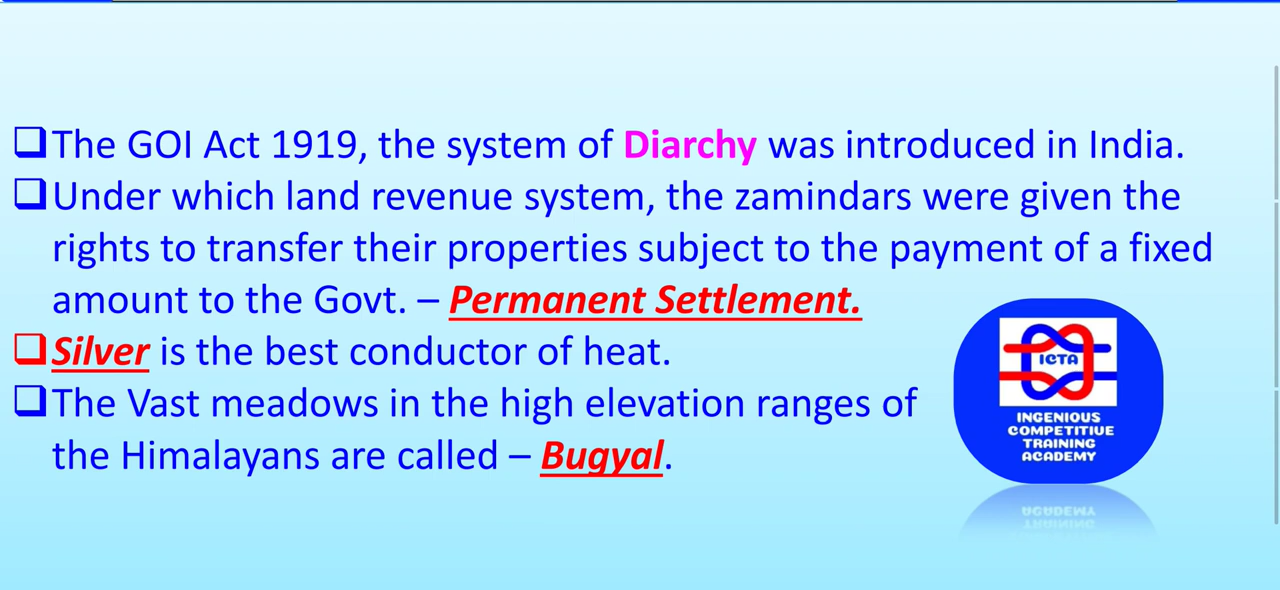 ❑The GOI Act 1919, the system of Diarchy was introduced in India.
❑Under which land revenue system, the zamindars were given the
rights to transfer their properties subject to the payment of a fixed
amount to the Govt. – Permanent Settlement.
❑Silver is the best conductor of heat.
❑The Vast meadows in the high elevation ranges of
the Himalayans are called – Bugyal.
ICTA
INGENIOUS
COMPETITIVE
TRAINING
ACADEMY